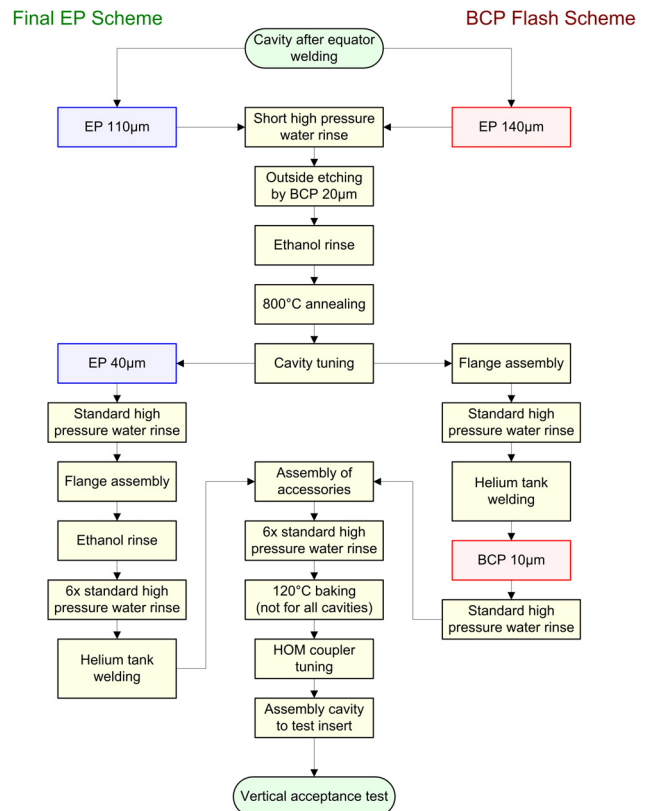 Final EP Scheme
BCP Flash Scheme
Cavity after equator
welding
EP 110µm
Short high pressure
water rinse
EP 140µm
Outside etching
by BCP 20µm
Ethanol rinse
800°C annealing
EP 40µm
Cavity tuning
Flange assembly
Standard high
pressure water rinse
Standard high
pressure water rinse
Flange assembly
Assembly of
accessories
Helium tank
welding
Ethanol rinse
6x standard high
pressure water rinse
BCP 10µm
6x standard high
pressure water rinse
120°C baking
(not for all cavities)
Standard high
pressure water rinse
Helium tank
welding
HOM coupler
tuning
Assembly cavity
to test insert
Vertical acceptance test